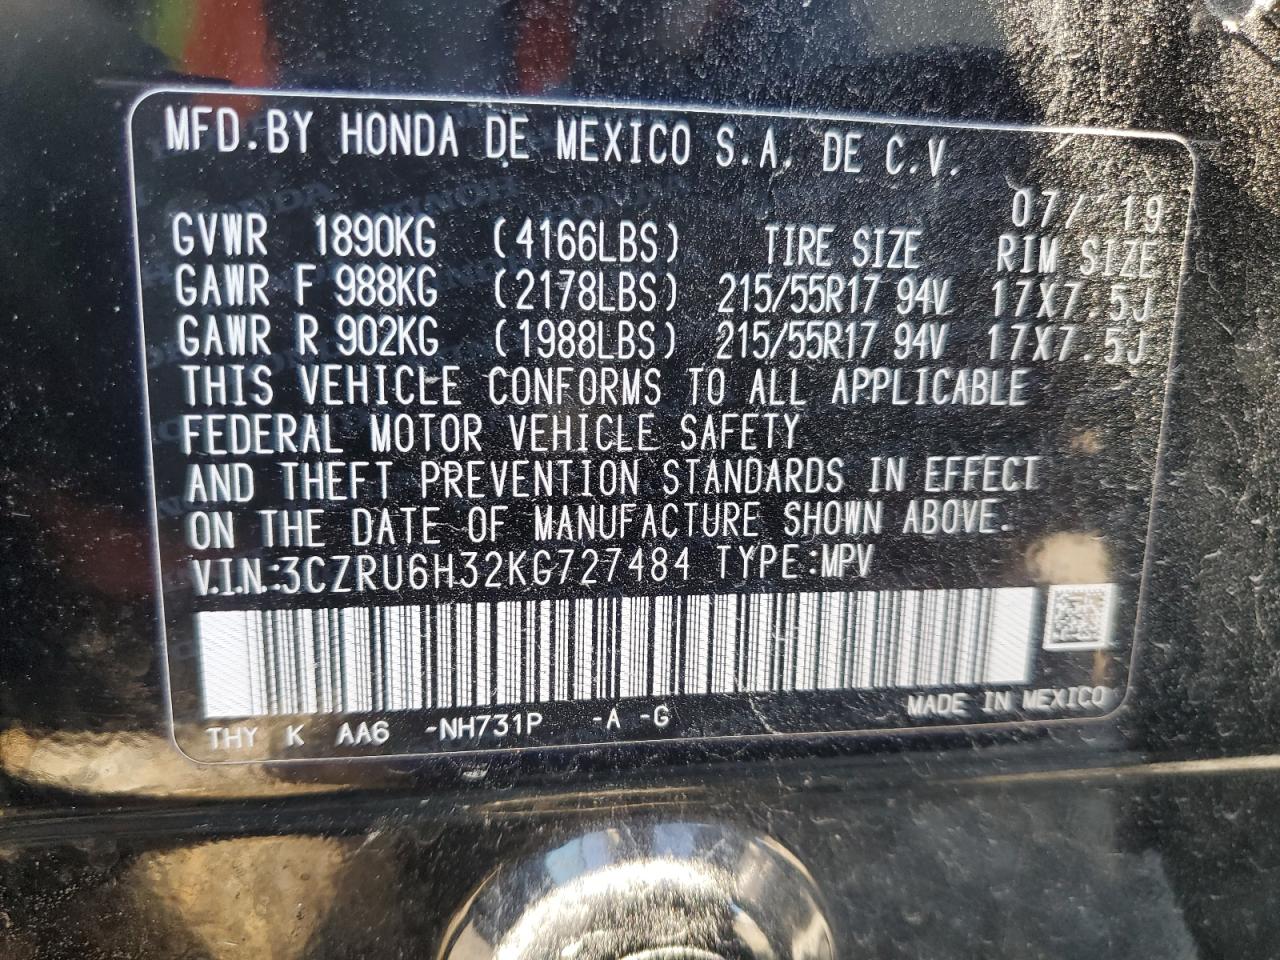 MFD.BY HONDA DE MEXICO S.A. DE C.V.
07/ 19
GVWR 1890KG (4166LBS) TIRE SIZE RIM SIZE
GAWR F 988KG (2178LBS) 215/55R17 94V 17X7.5J
GAWR R 902KG (1988LBS) 215/55R17 94V 17X7.5J
THIS VEHICLE CONFORMS TO ALL APPLICABLE
FEDERAL MOTOR VEHICLE SAFETY
AND THEFT PREVENTION STANDARDS IN EFFECT
ON THE DATE OF MANUFACTURE SHOWN ABOVE.
V.I.N.:3CZRU6H32KG727484 TYPE:MPV
THY K AA6 -NH731P -A -G MADE IN MEXICO